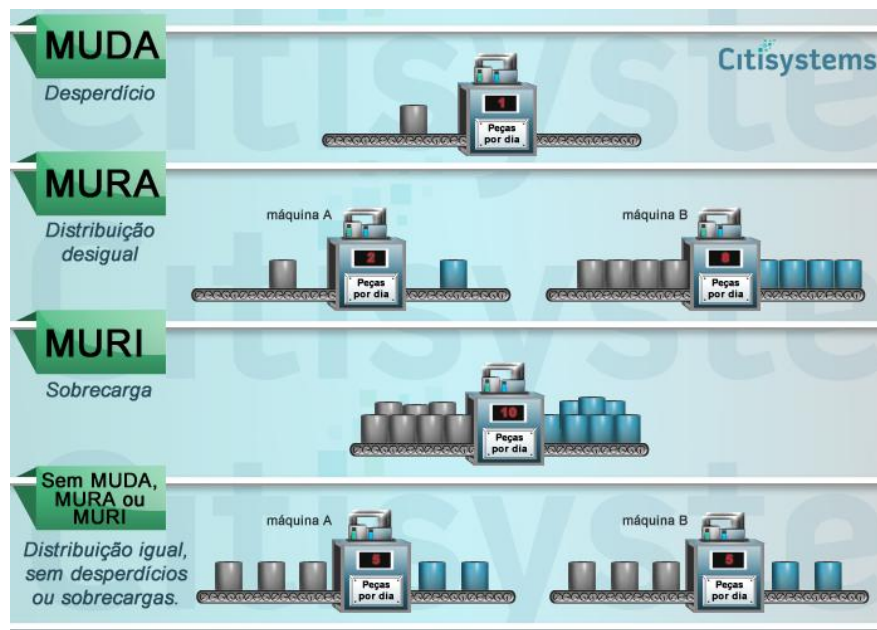 MUDA
Desperdício
Citisystems
1
Peças
por dia
MURA
Distribuição
desigual
máquina A
2
Peças
por dia
máquina B
8
Peças
por dia
MURI
Sobrecarga
10
Peças
por dia
Sem MUDA,
MURA ou
MURI
Distribuição igual,
sem desperdícios
ou sobrecargas.
máquina A
5
Peças
por dia
máquina B
5
Peças
por dia